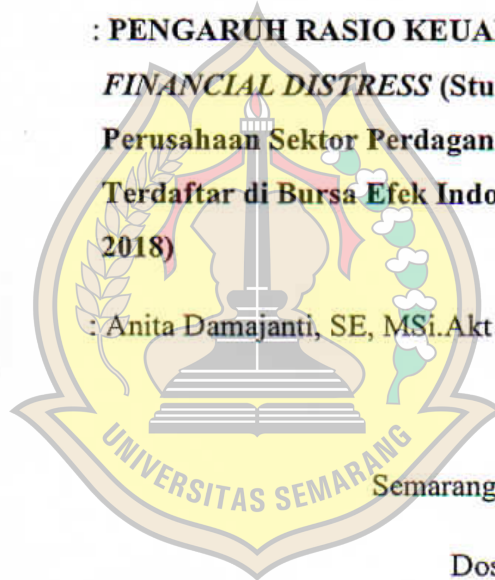 : PENGARUH RASIO KEUA
FINANCIAL DISTRESS (Stu
Perusahaan Sektor Perdagan
Terdaftar di Bursa Efek Indo
2018)
: Anita Damajanti, SE, MSi.Akt
UNIVERSITAS SEMARANG
Semarang
Dos